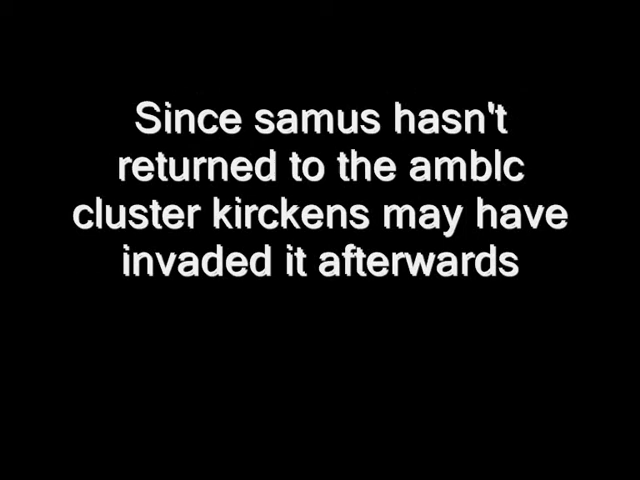 Since samus hasn't
returned to the amblc
cluster kirckens may have
invaded it afterwards